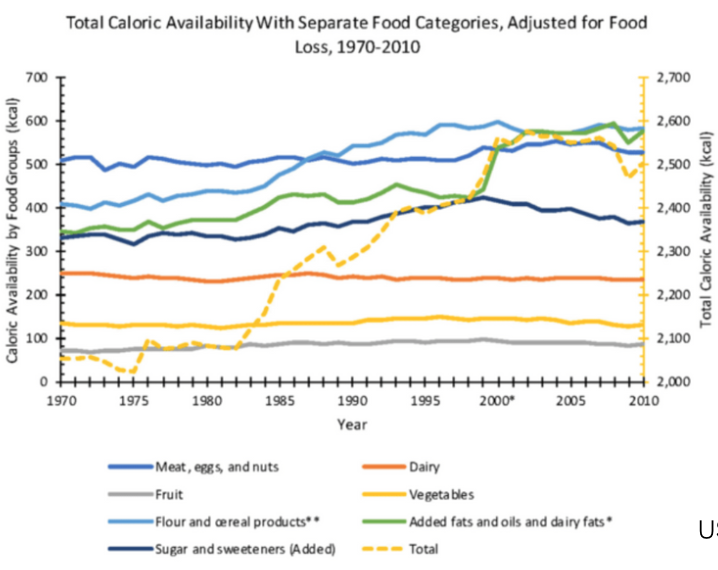 Total Caloric Availability With Separate Food Categories, Adjusted for Food
Loss, 1970-2010
Caloric Availability by Food Groups (kcal)
700
600
500
400
300
200
100
0
2,700
2,600
2,500
2,400
2,300
2,200
2,100
2,000
Total Caloric Availability (kcal)
1970 1975 1980 1985 1990 1995 2000* 2005 2010
Year
Meat, eggs, and nuts
Dairy
Fruit
Vegetables
Flour and cereal products**
Added fats and oils and dairy fats*
Sugar and sweeteners (Added)
Total